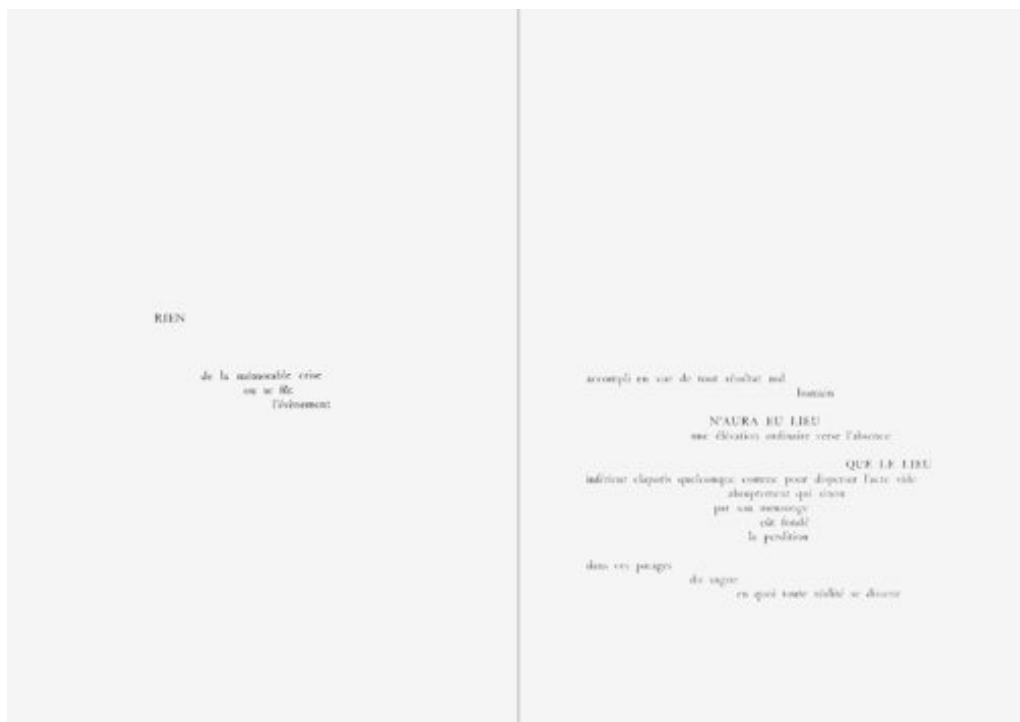 RIEN
de la mémorable crise
ou se fût
l'évènement
accompli en vue de tout résultat nul
humain
N'AURA EU LIEU
une élévation ordinaire verse l'absence
QUE LE LIEU
inférieur clapotis quelconque comme pour disperser l'acte vide
abruptement qui sinon
par son mensonge
eût fondé
la perdition
dans ces parages
du vague
en quoi toute réalité se dissout